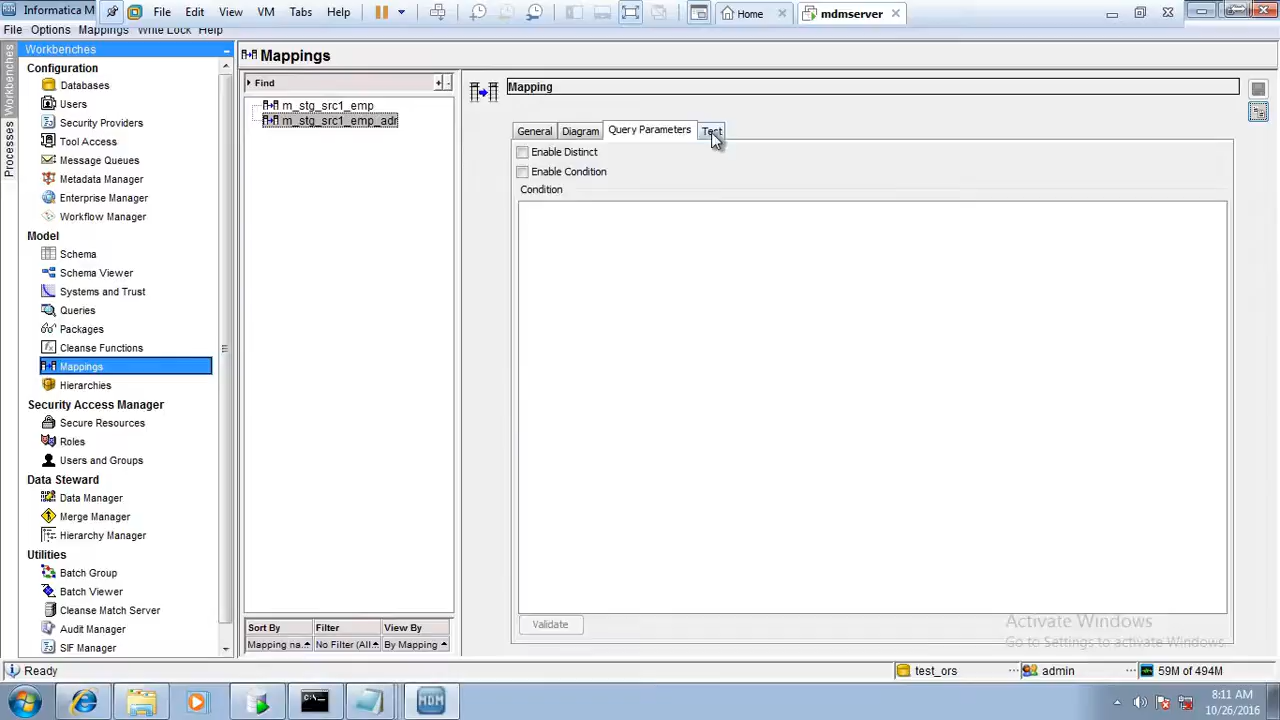 Informatica M
File Edit View VM Tabs Help
Home
mdmserver
File Options Mappings Write Lock Help
Workbenches
Processes
Workbenches
Configuration
Databases
Users
Security Providers
Tool Access
Message Queues
Metadata Manager
Enterprise Manager
Workflow Manager
Model
Schema
Schema Viewer
Systems and Trust
Queries
Packages
Cleanse Functions
Mappings
Hierarchies
Security Access Manager
Secure Resources
Roles
Users and Groups
Data Steward
Data Manager
Merge Manager
Hierarchy Manager
Utilities
Batch Group
Batch Viewer
Cleanse Match Server
Audit Manager
SIF Manager
Mappings
Find
m_stg_src1_emp
m_stg_src1_emp_adr
Sort By Filter View By
Mapping na... No Filter (All By Mapping
Mapping
General Diagram Query Parameters Test
Enable Distinct
Enable Condition
Condition
Validate
Activate Windows
Go to Settings to activate Windows.
Ready
test_ors
admin
59M of 494M
MDM
8:11 AM
10/26/2016